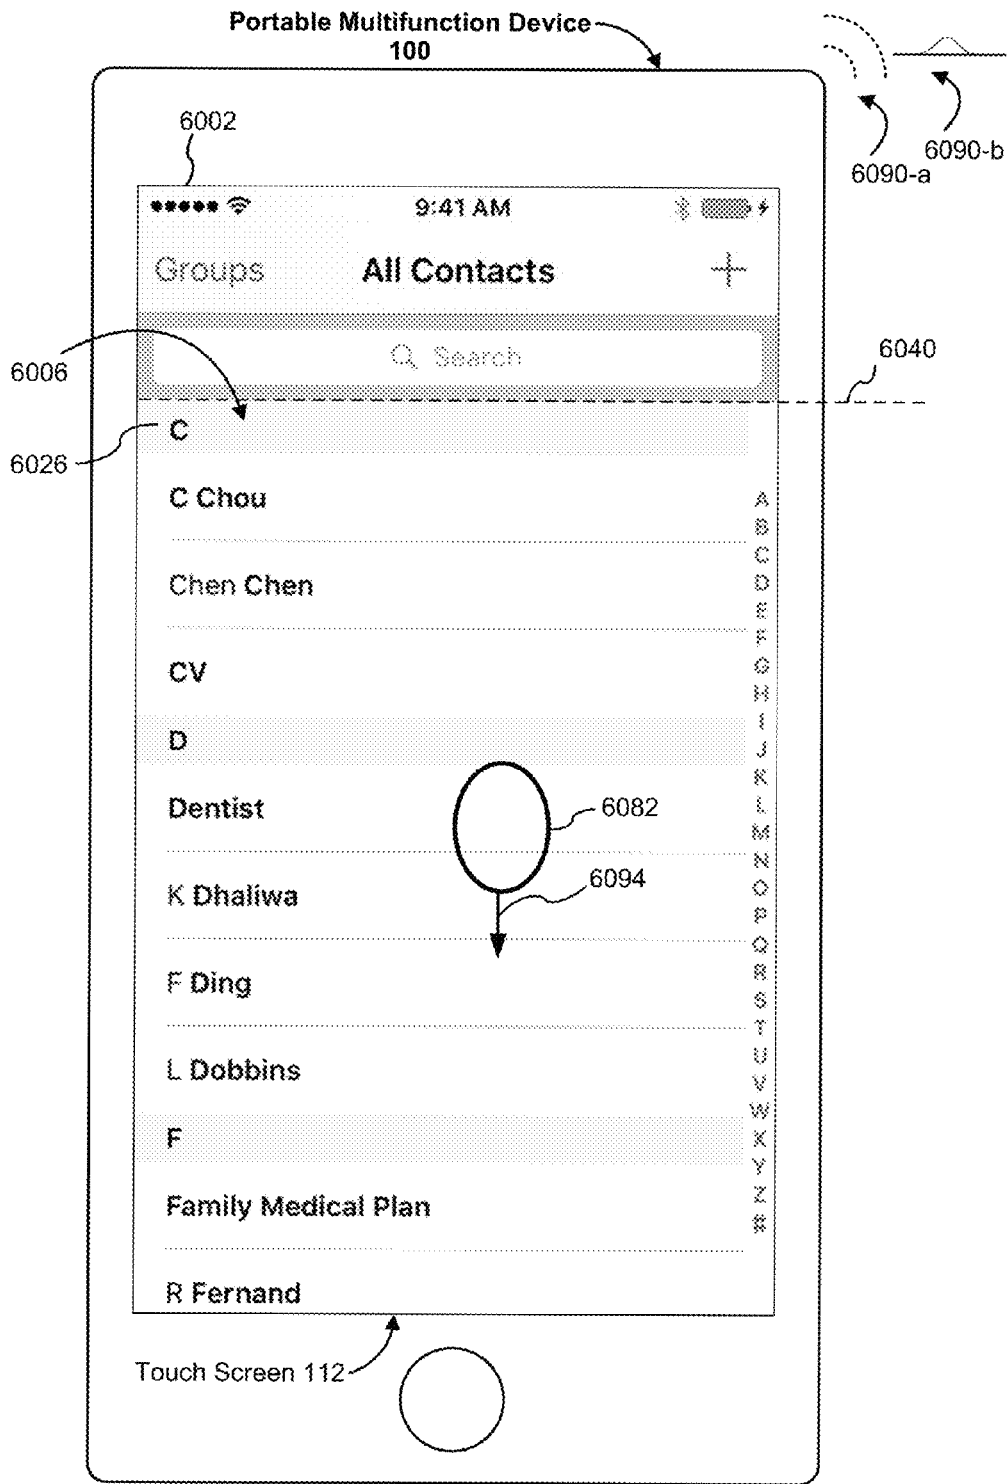 Portable Multifunction Device
100
6090-b
6090-a
6002
9:41 AM
Groups All Contacts +
Search
6040
6006
C
6026
C Chou
Chen Chen
CV
D
Dentist
6082
K Dhaliwa
6094
F Ding
L Dobbins
F
Family Medical Plan
R Fernand
A
B
C
D
E
F
G
H
I
J
K
L
M
N
O
P
Q
R
S
T
U
V
W
X
Y
Z
#
Touch Screen 112